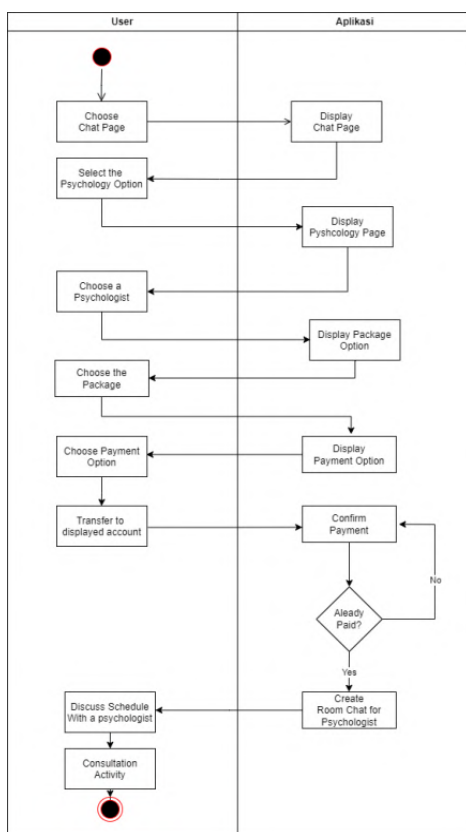 User
Aplikasi
Choose
Chat Page
Display
Chat Page
Select the
Psychology Option
Display
Pyshcology Page
Choose a
Psychologist
Display Package
Option
Choose the
Package
Choose Payment
Option
Display
Payment Option
Transfer to
displayed account
Confirm
Payment
No
Aleady
Paid?
Yes
Discuss Schedule
With a psychologist
Create
Room Chat for
Psychologist
Consultation
Activity